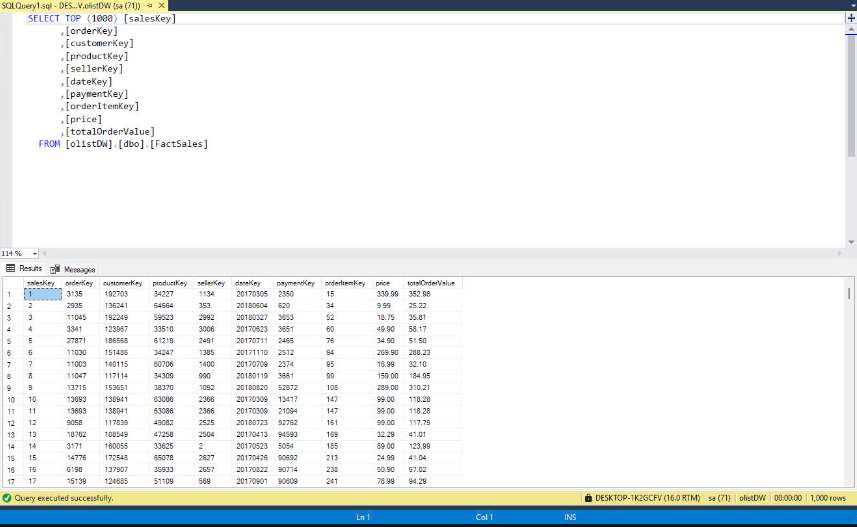 SQLQuery1.sql - DES...V.olistDW (sa (71))
SELECT TOP (1000) [salesKey]
,[orderKey]
,[customerKey]
,[productKey]
,[sellerKey]
,[dateKey]
,[paymentKey]
,[orderItemKey]
,[price]
,[totalOrderValue]
FROM [olistDW].[dbo].[FactSales]
114 %
Results Messages
salesKey orderKey customerKey productKey sellerKey dateKey paymentKey orderItemKey price totalOrderValue
1 1 3135 192703 34227 1134 20170305 2350 15 339.99 352.98
2 2 2935 136241 64664 353 20180604 620 34 9.99 25.22
3 3 11045 192249 59523 2992 20180327 3653 52 18.75 35.81
4 4 3341 123967 33510 3006 20170623 3651 60 49.90 58.17
5 5 27871 186568 61219 2491 20170711 2465 76 34.90 51.50
6 6 11030 151486 34247 1385 20171110 2512 94 269.90 288.23
7 7 11003 140115 60706 1400 20170709 2374 95 16.99 32.10
8 8 11047 117114 34309 990 20180119 3661 99 159.00 184.95
9 9 13715 153651 38370 1092 20180820 52872 108 289.00 310.21
10 10 13693 138941 63086 2366 20170309 13417 147 99.00 118.28
11 11 13693 138941 63086 2366 20170309 21094 147 99.00 118.28
12 12 9058 117839 49082 2525 20180723 92762 161 99.00 117.79
13 13 18762 108549 47258 2504 20170413 94593 169 32.29 41.01
14 14 3171 160055 33625 2 20170523 5054 185 89.00 123.99
15 15 14776 172548 65078 2627 20170426 90692 213 24.99 41.04
16 16 6198 137907 35933 2657 20170822 90714 238 50.90 67.02
17 17 15139 124685 51109 569 20170901 90609 241 78.99 94.29
Query executed successfully. DESKTOP-1K2GCFV (16.0 RTM) sa (71) olistDW 00:00:00 1,000 rows
Ln 1 Col 1 INS